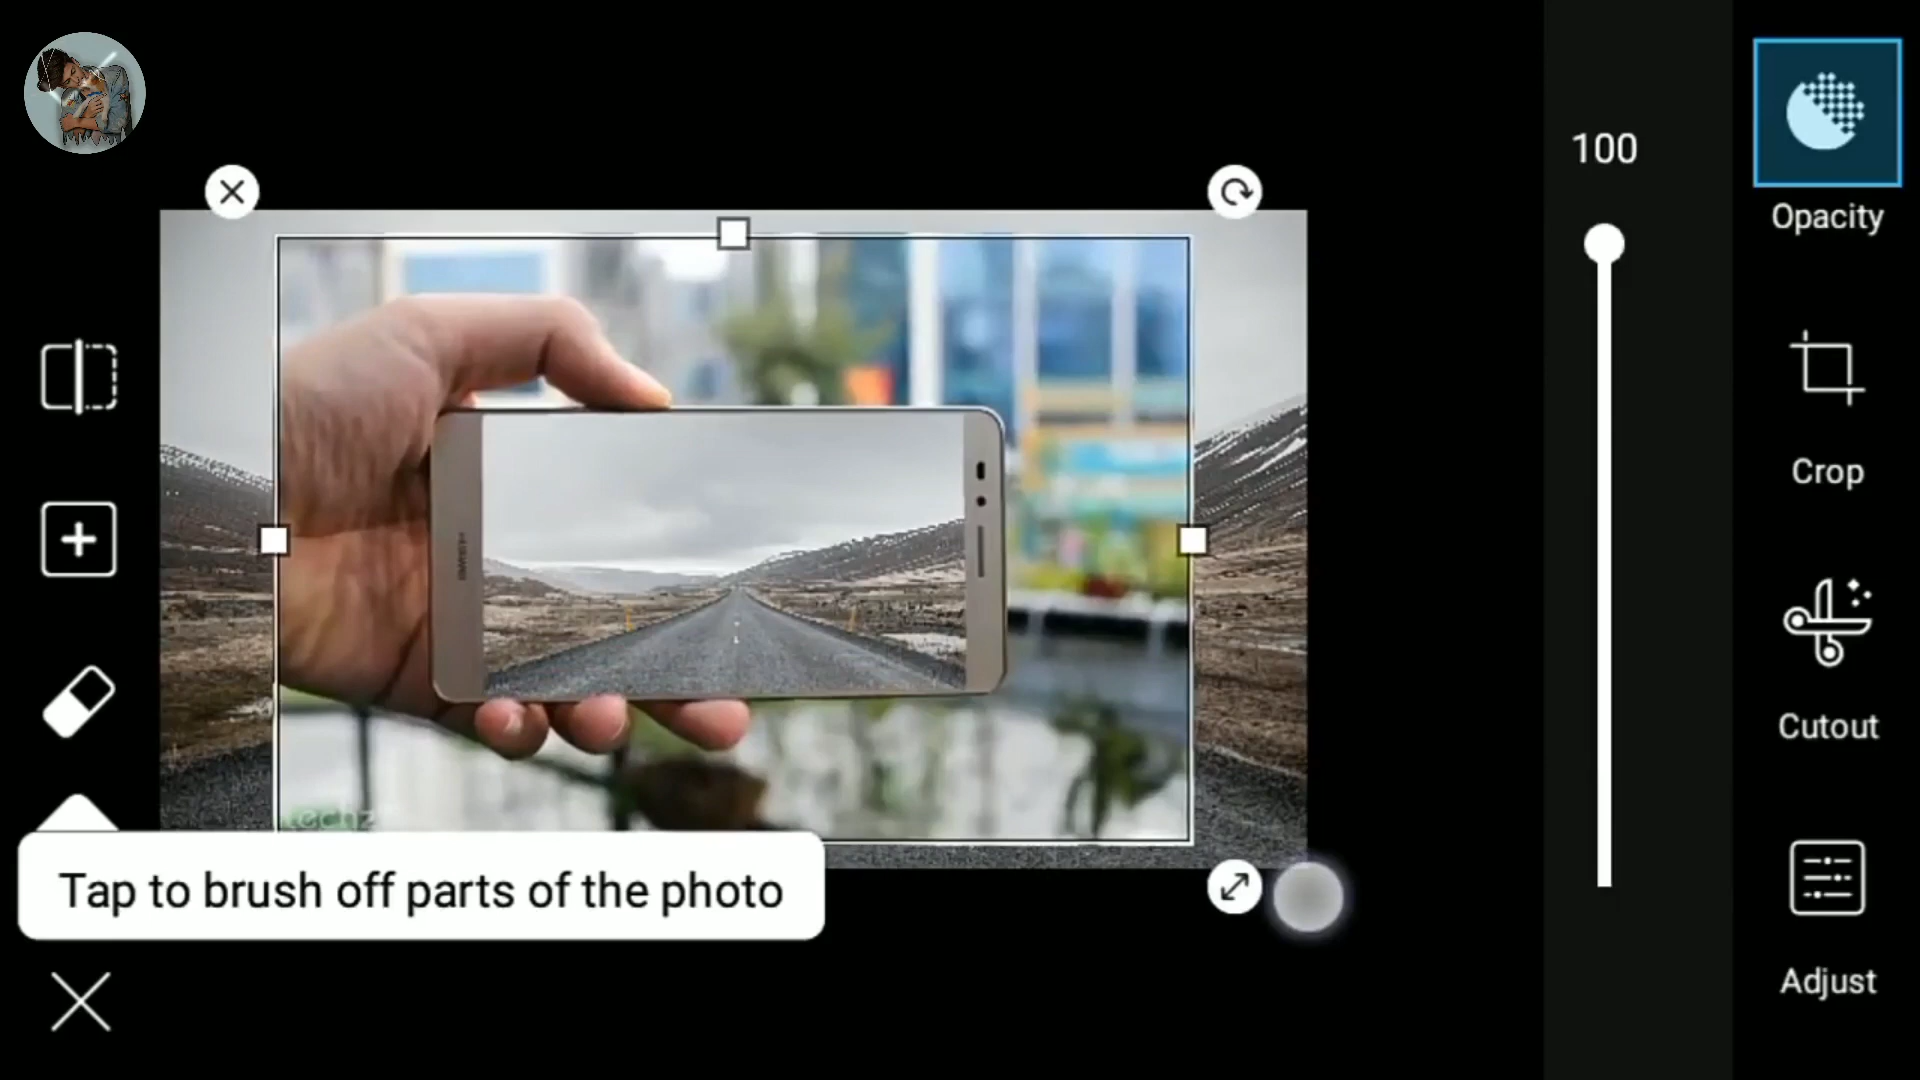 100
Opacity
Crop
Cutout
Tap to brush off parts of the photo
Adjust